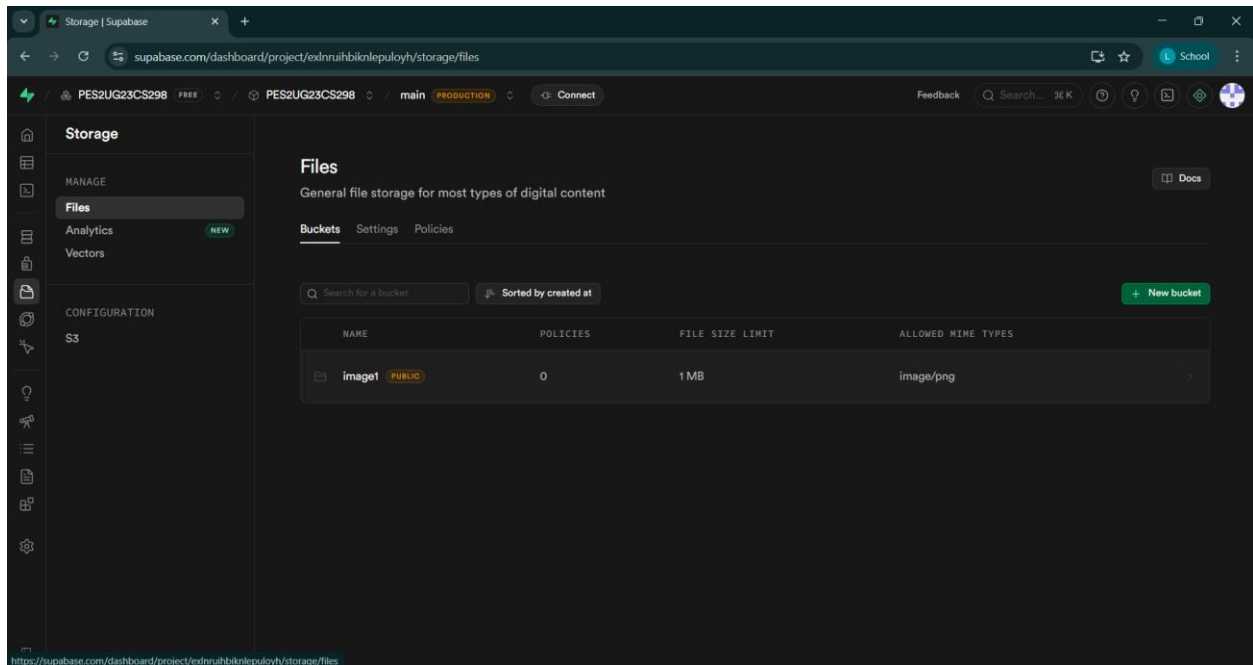 Storage | Supabase
supabase.com/dashboard/project/exlnruihbiknlepuloyh/storage/files
School
PES2UG23CS298 FREE / PES2UG23CS298 / main PRODUCTION Connect
Feedback Search... ⌘ K
Storage
MANAGE
Files
Analytics NEW
Vectors
CONFIGURATION
S3
Files
General file storage for most types of digital content
Docs
Buckets Settings Policies
Search for a bucket Sorted by created at + New bucket
NAME POLICIES FILE SIZE LIMIT ALLOWED MIME TYPES
image1 PUBLIC 0 1 MB image/png
https://supabase.com/dashboard/project/exlnruihbiknlepuloyh/storage/files